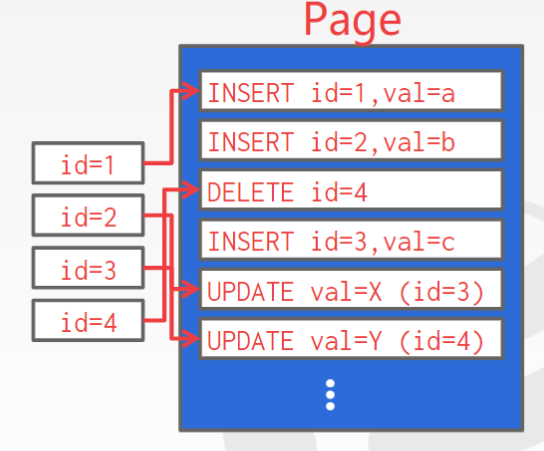 Page
INSERT id=1,val=a
INSERT id=2,val=b
DELETE id=4
INSERT id=3,val=c
UPDATE val=X (id=3)
UPDATE val=Y (id=4)
id=1
id=2
id=3
id=4